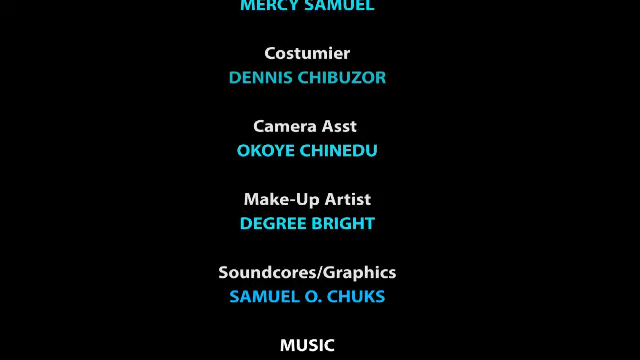 MERCY SAMUEL
Costumier
DENNIS CHIBUZOR
Camera Asst
OKOYE CHINEDU
Make-Up Artist
DEGREE BRIGHT
Soundcores/Graphics
SAMUEL O. CHUKS
MUSIC